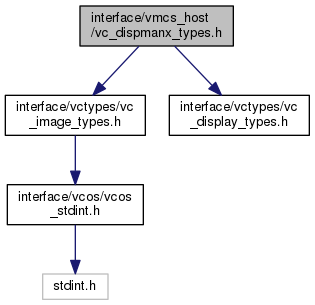 interface/vmcs_host
/vc_dispmanx_types.h
interface/vctypes/vc
_image_types.h
interface/vctypes/vc
_display_types.h
interface/vcos/vcos
_stdint.h
stdint.h